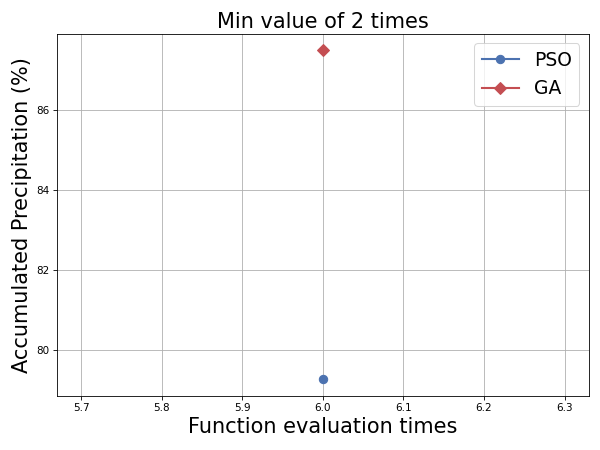 Min value of 2 times
PSO
GA
Accumulated Precipitation (%)
86
84
82
80
5.7 5.8 5.9 6.0 6.1 6.2 6.3
Function evaluation times